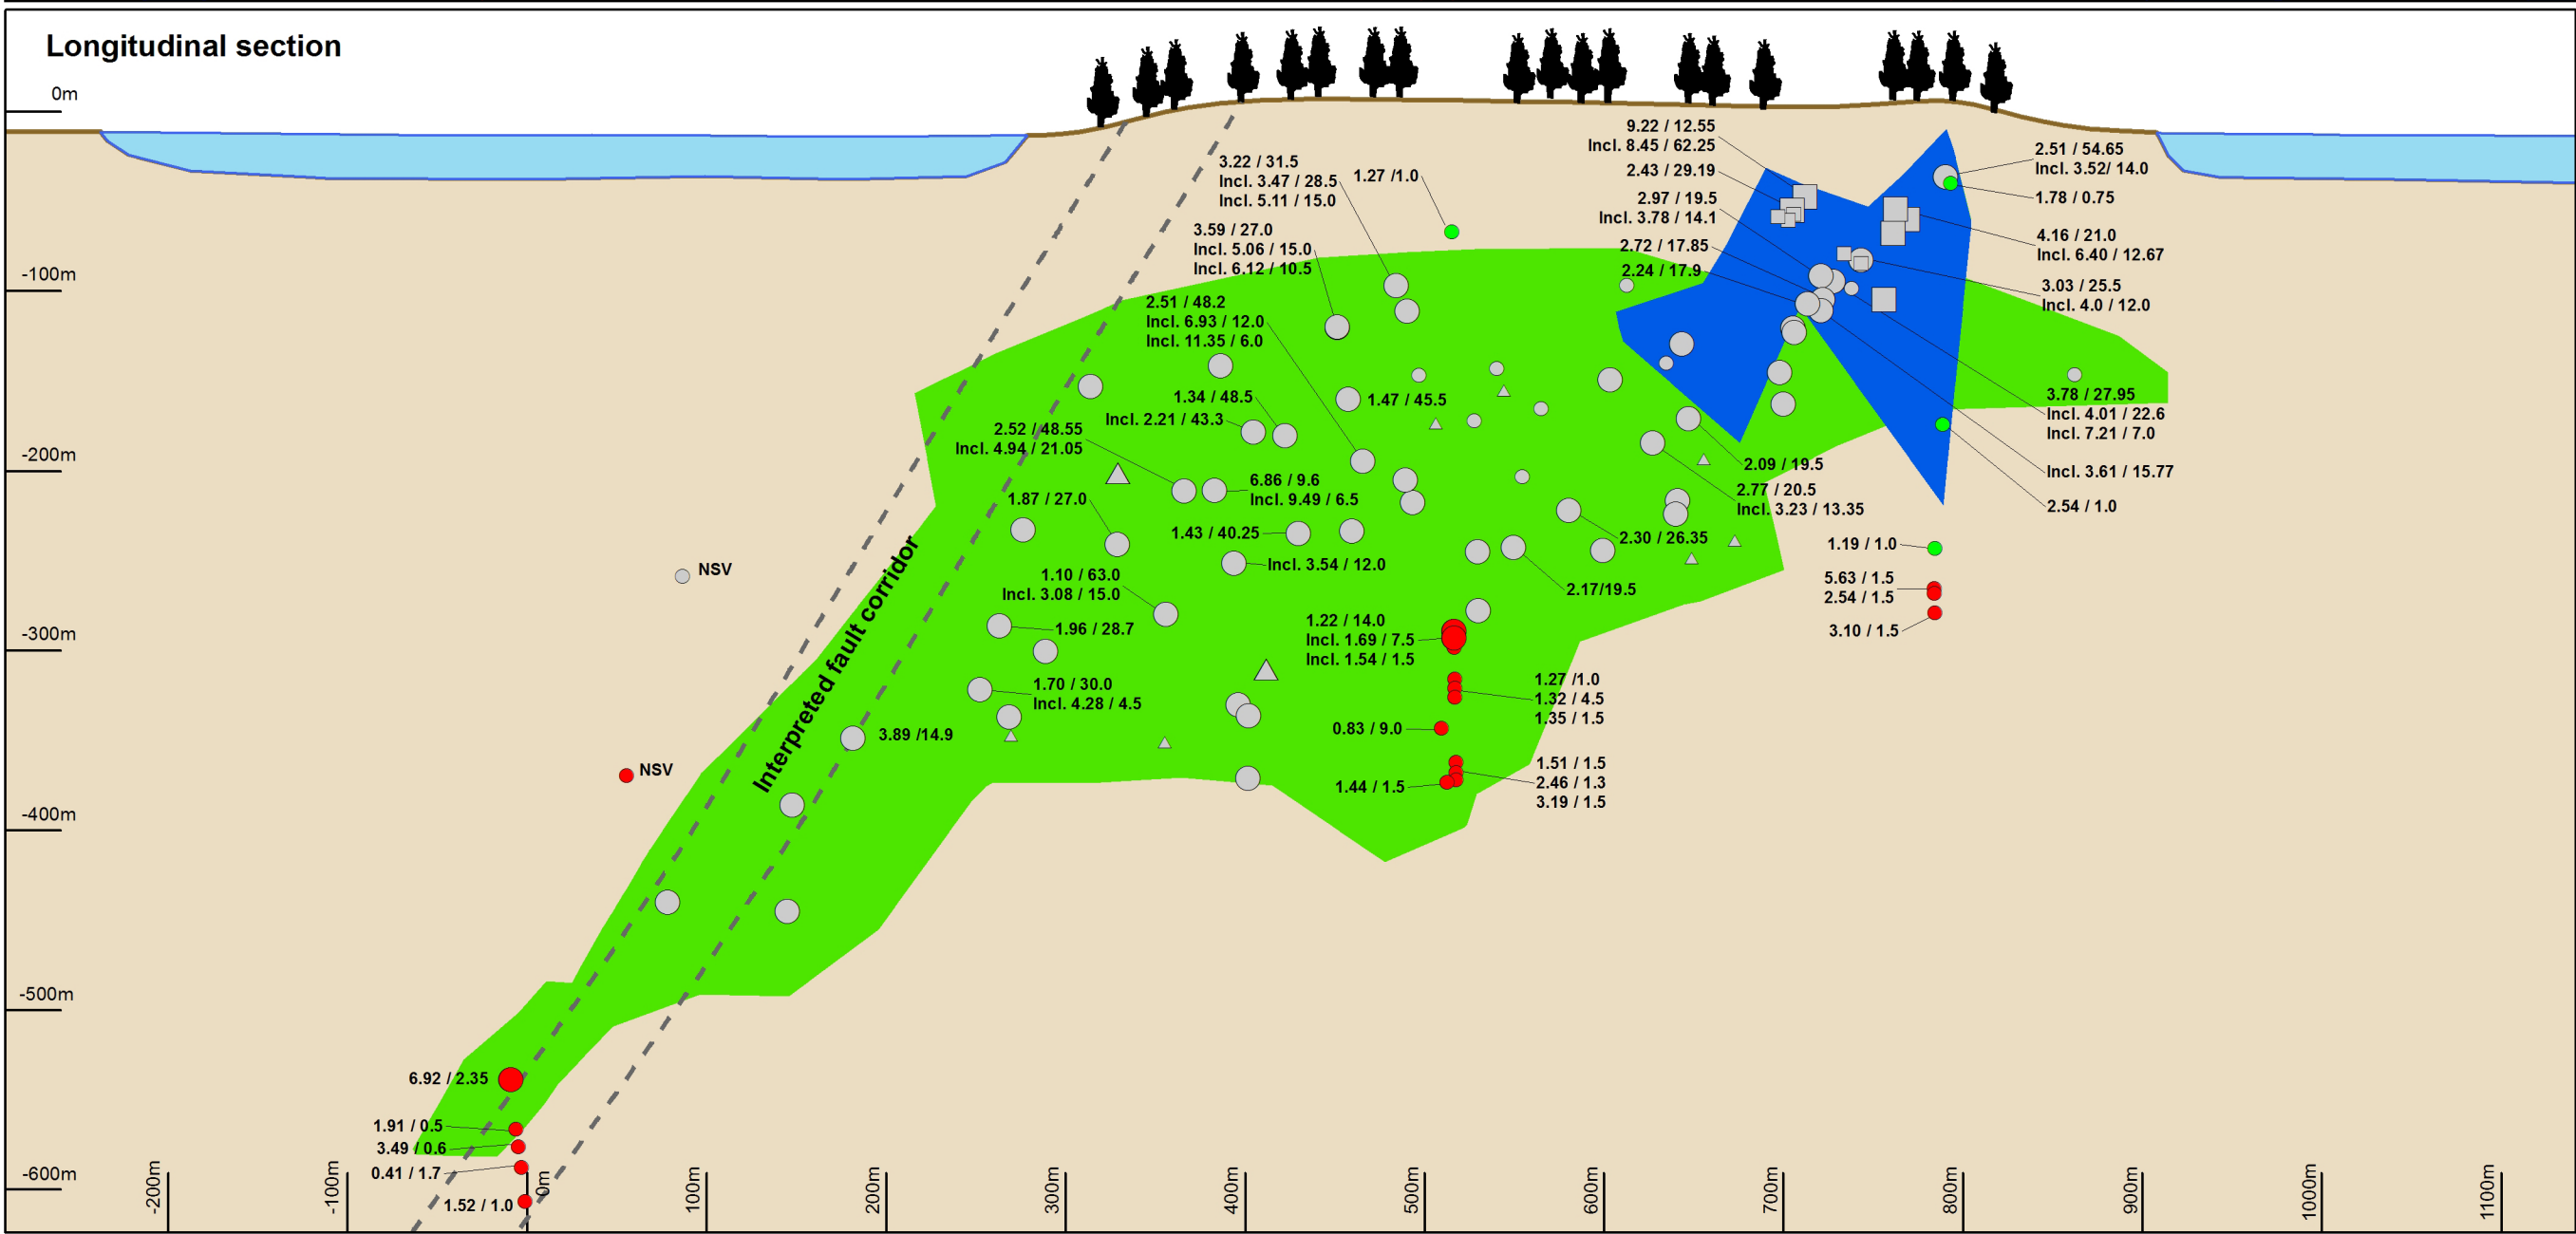 Longitudinal section
0m
-100m
-200m
-300m
-400m
-500m
-600m
3.22 / 31.5
Incl. 3.47 / 28.5
Incl. 5.11 / 15.0
1.27 /1.0
3.59 / 27.0
Incl. 5.06 / 15.0
Incl. 6.12 / 10.5
2.51 / 48.2
Incl. 6.93 / 12.0
Incl. 11.35 / 6.0
1.34 / 48.5
Incl. 2.21 / 43.3
1.47 / 45.5
2.52 / 48.55
Incl. 4.94 / 21.05
1.87 / 27.0
6.86 / 9.6
Incl. 9.49 / 6.5
1.43 / 40.25
Incl. 3.54 / 12.0
1.10 / 63.0
Incl. 3.08 / 15.0
1.96 / 28.7
1.70 / 30.0
Incl. 4.28 / 4.5
3.89 /14.9
NSV
NSV
Interpreted fault corridor
9.22 / 12.55
Incl. 8.45 / 62.25
2.43 / 29.19
2.97 / 19.5
Incl. 3.78 / 14.1
2.72 / 17.85
2.24 / 17.9
2.51 / 54.65
Incl. 3.52/ 14.0
1.78 / 0.75
4.16 / 21.0
Incl. 6.40 / 12.67
3.03 / 25.5
Incl. 4.0 / 12.0
3.78 / 27.95
Incl. 4.01 / 22.6
Incl. 7.21 / 7.0
Incl. 3.61 / 15.77
2.54 / 1.0
2.09 / 19.5
2.77 / 20.5
Incl. 3.23 / 13.35
2.30 / 26.35
2.17/19.5
1.19 / 1.0
5.63 / 1.5
2.54 / 1.5
3.10 / 1.5
1.22 / 14.0
Incl. 1.69 / 7.5
Incl. 1.54 / 1.5
1.27 /1.0
1.32 / 4.5
1.35 / 1.5
0.83 / 9.0
1.51 / 1.5
2.46 / 1.3
3.19 / 1.5
1.44 / 1.5
6.92 / 2.35
1.91 / 0.5
3.49 / 0.6
0.41 / 1.7
1.52 / 1.0
-200m
-100m
0m
100m
200m
300m
400m
500m
600m
700m
800m
900m
1000m
1100m